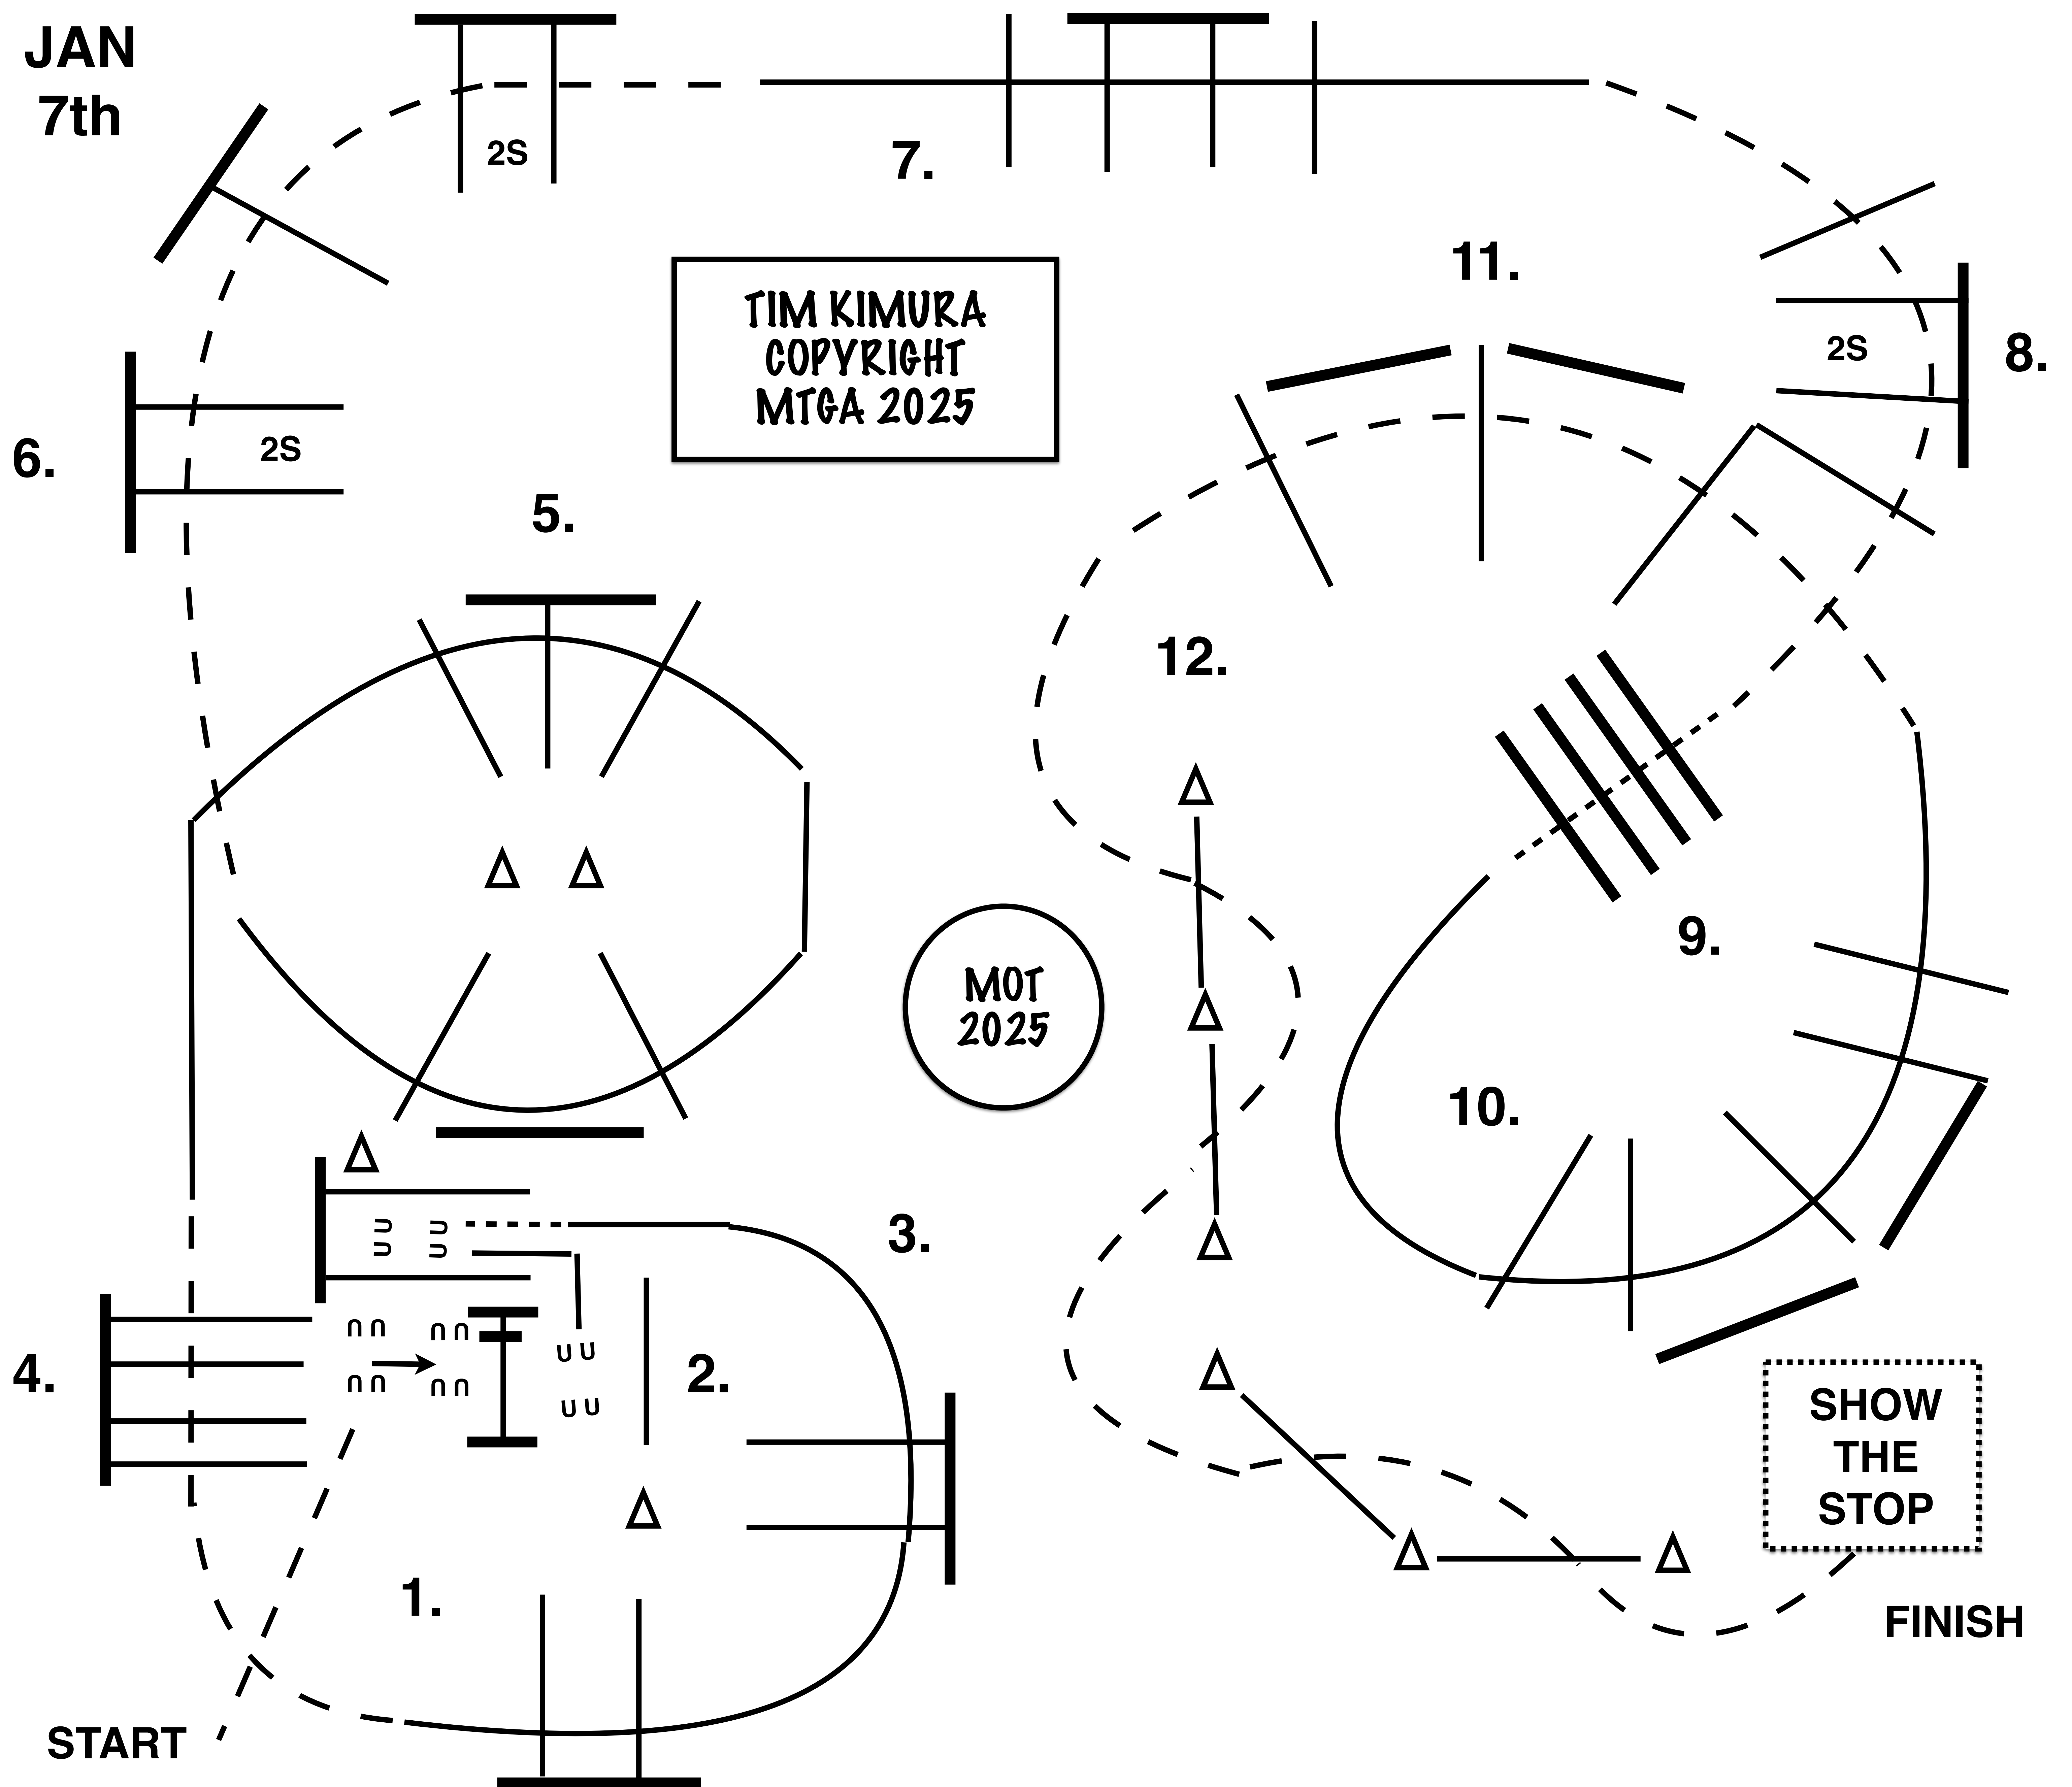 JAN
7th
2S
7.
11.
TIM KIMURA
COPYRIGHT
MTGA 2025
2S
8.
6.
2S
5.
12.
9.
MOT
2025
10.
3.
4.
2.
SHOW
THE
STOP
1.
FINISH
START